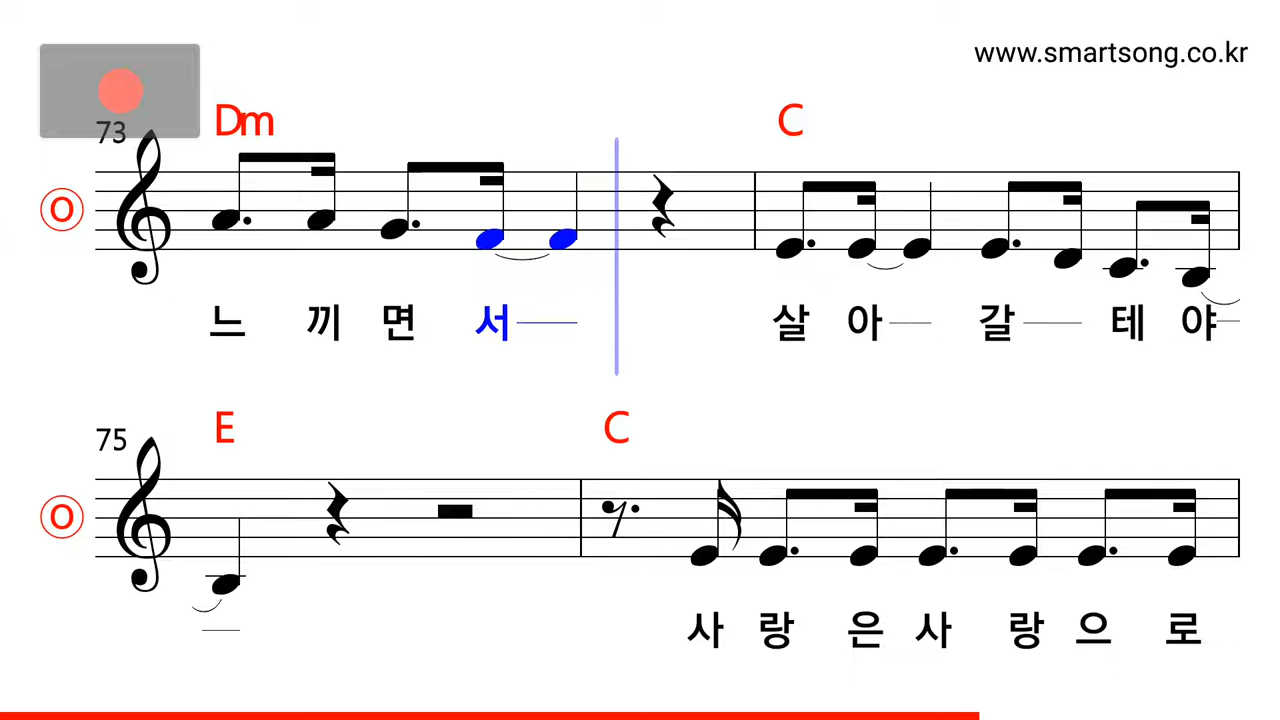 www.smartsong.co.kr
73
Dm C
O
느 끼 면 서 살 아 갈 테 야
75
E C
O
사 랑 은 사 랑 으 로